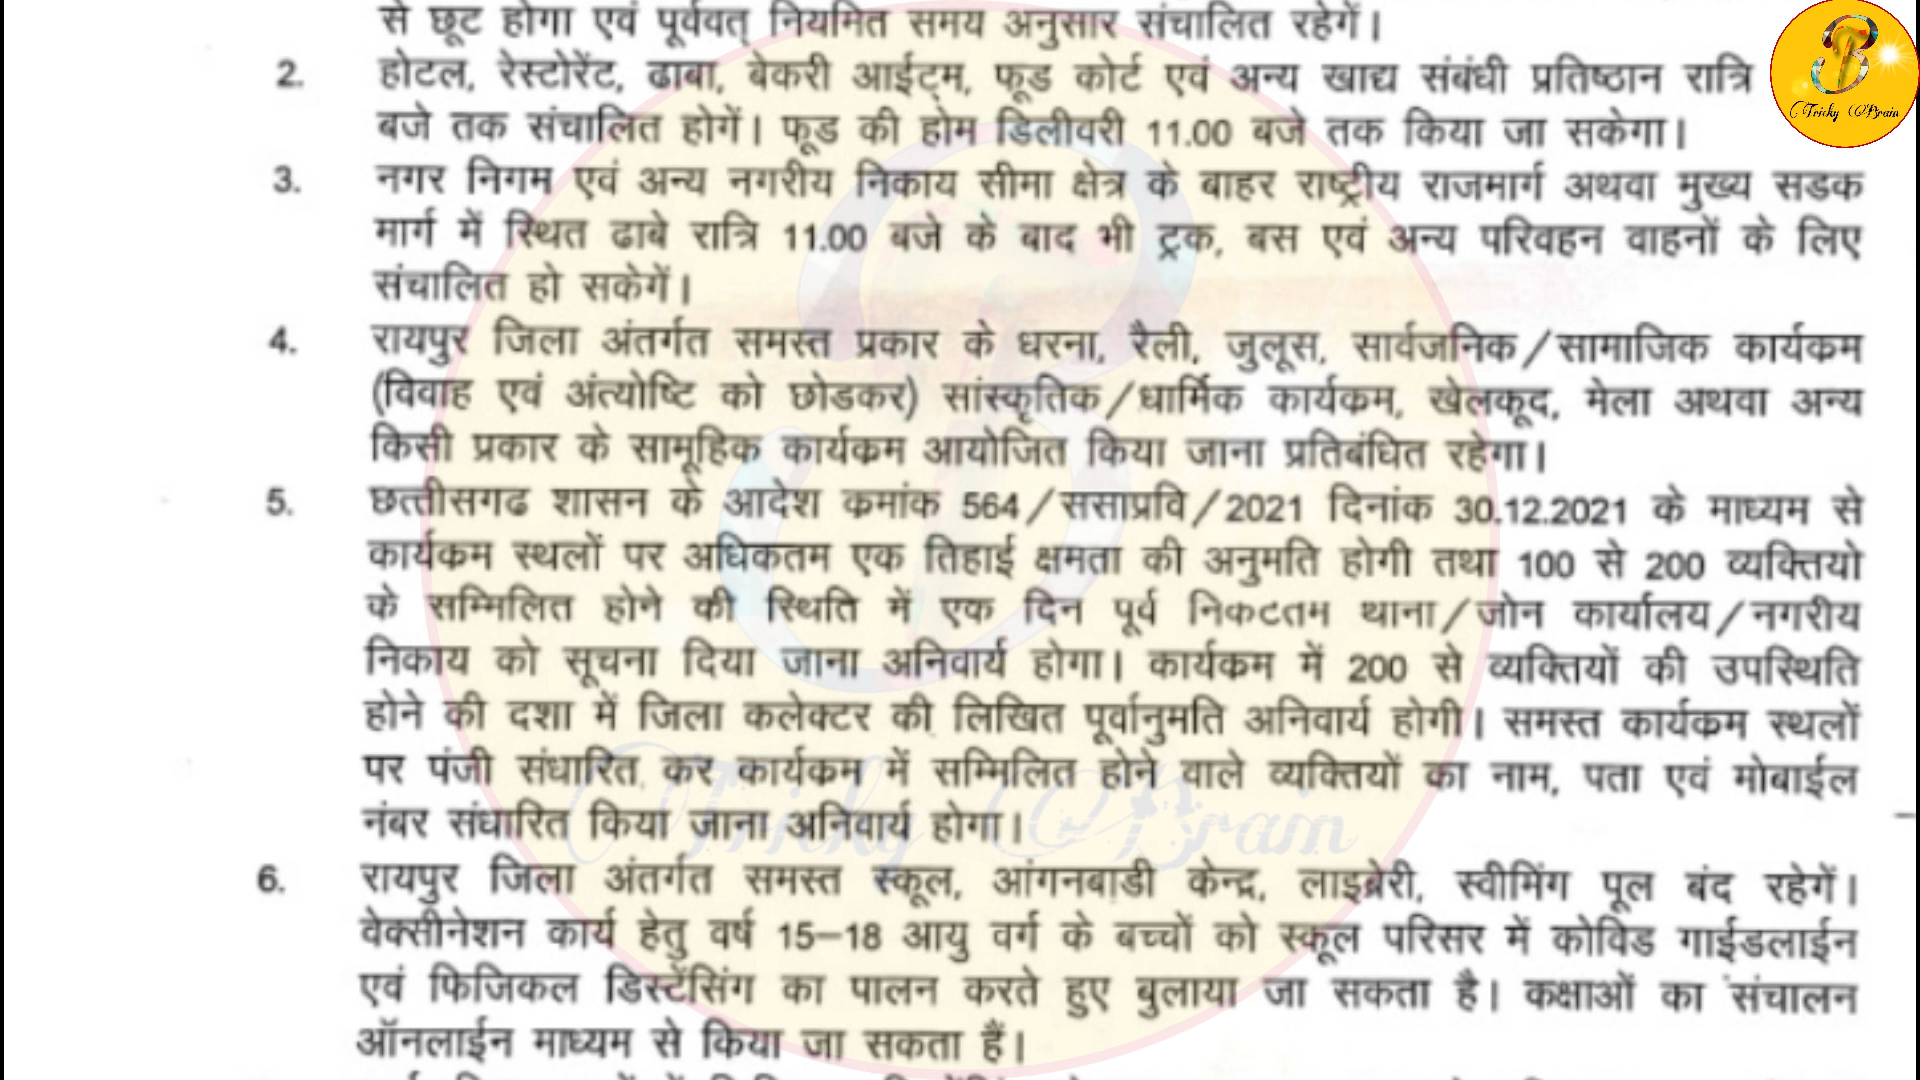 से छूट होगा एवं पूर्ववत् नियमित समय अनुसार संचालित रहेगें।
2. होटल, रेस्टोरेंट, ढाबा, बेकरी आईट्म, फूड कोर्ट एवं अन्य खाद्य संबंधी प्रतिष्ठान रात्रि
बजे तक संचालित होगें। फूड की होम डिलीवरी 11.00 बजे तक किया जा सकेगा।
3. नगर निगम एवं अन्य नगरीय निकाय सीमा क्षेत्र के बाहर राष्ट्रीय राजमार्ग अथवा मुख्य सडक
मार्ग में स्थित ढाबे रात्रि 11.00 बजे के बाद भी ट्रक, बस एवं अन्य परिवहन वाहनों के लिए
संचालित हो सकेगें।
4. रायपुर जिला अंतर्गत समस्त प्रकार के धरना, रैली, जुलूस, सार्वजनिक/सामाजिक कार्यकम
(विवाह एवं अंत्योष्टि को छोडकर) सांस्कृतिक/धार्मिक कार्यकम, खेलकूद, मेला अथवा अन्य
किसी प्रकार के सामूहिक कार्यकम आयोजित किया जाना प्रतिबंधित रहेगा।
5. छत्तीसगढ शासन के आदेश कमांक 564/ससाप्रवि/2021 दिनांक 30.12.2021 के माध्यम से
कार्यकम स्थलों पर अधिकतम एक तिहाई क्षमता की अनुमति होगी तथा 100 से 200 व्यक्तियो
के सम्मिलित होने की स्थिति में एक दिन पूर्व निकटतम थाना/जोन कार्यालय/नगरीय
निकाय को सूचना दिया जाना अनिवार्य होगा। कार्यकम में 200 से व्यक्तियों की उपस्थिति
होने की दशा में जिला कलेक्टर की लिखित पूर्वानुमति अनिवार्य होगी। समस्त कार्यकम स्थलों
पर पंजी संधारित कर कार्यकम में सम्मिलित होने वाले व्यक्तियों का नाम, पता एवं मोबाईल
नंबर संधारित किया जाना अनिवार्य होगा।
6. रायपुर जिला अंतर्गत समस्त स्कूल, आंगनबाडी केन्द्र, लाइब्रेरी, स्वीमिंग पूल बंद रहेगें।
वेक्सीनेशन कार्य हेतु वर्ष 15–18 आयु वर्ग के बच्चों को स्कूल परिसर में कोविड गाईडलाईन
एवं फिजिकल डिस्टेंसिंग का पालन करते हुए बुलाया जा सकता है। कक्षाओं का संचालन
ऑनलाईन माध्यम से किया जा सकता हैं।
Tricky Brain
Tricky Brain